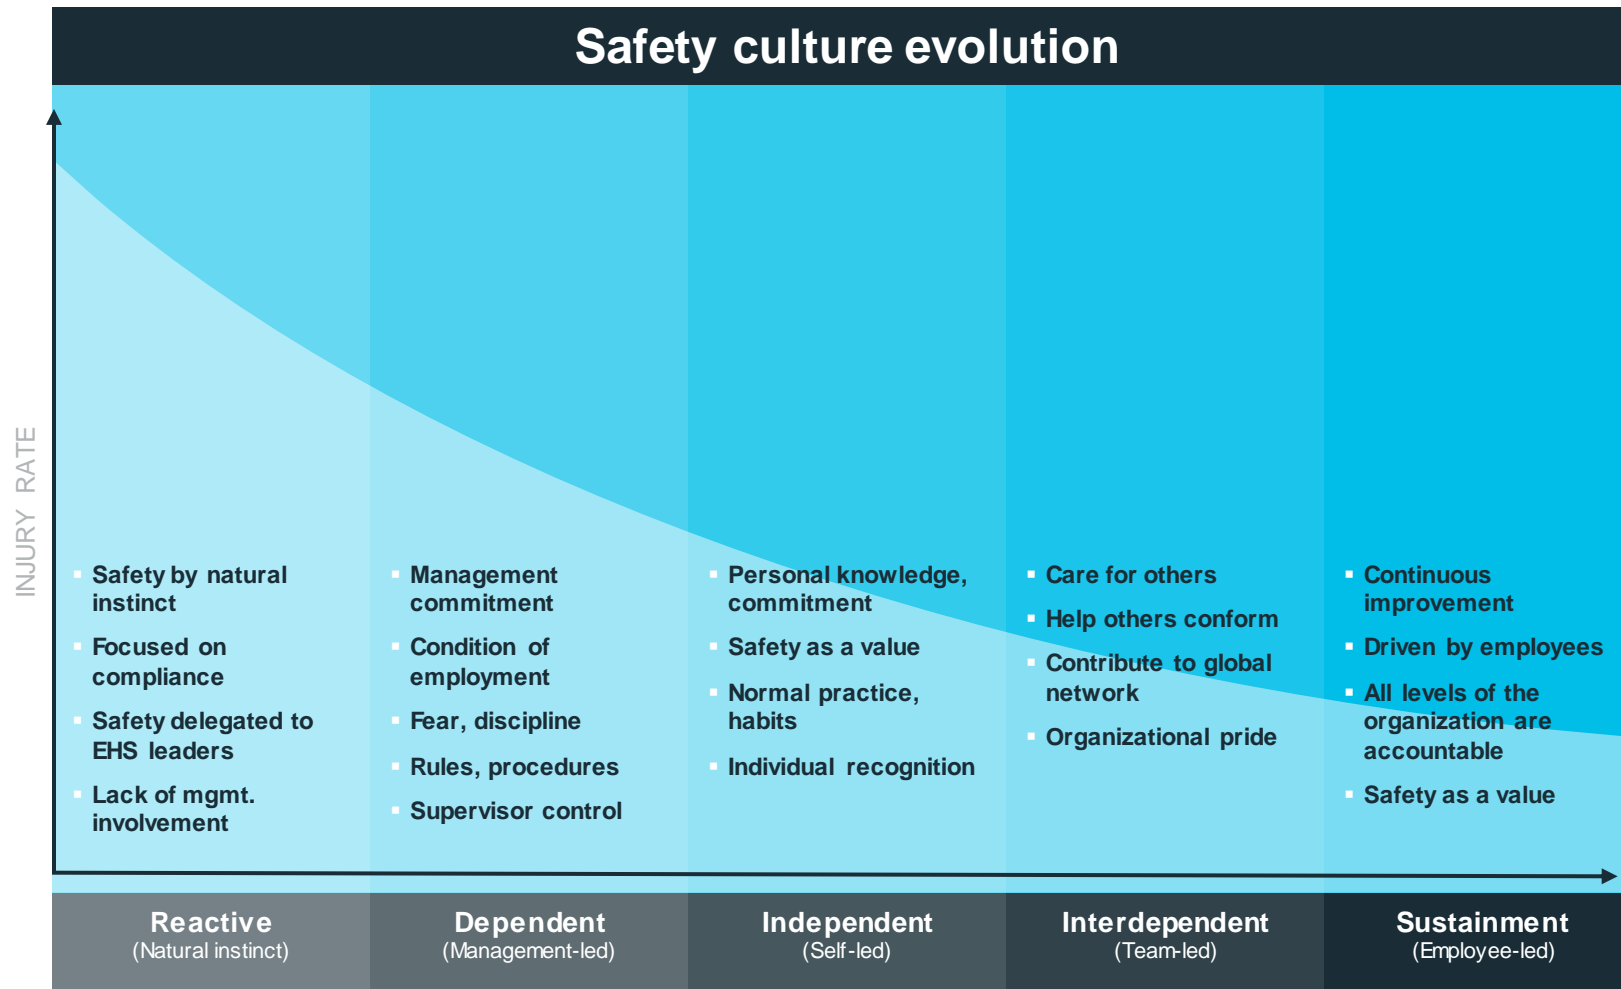 Safety culture evolution
INJURY RATE
Safety by natural
instinct
Focused on
compliance
Safety delegated to
EHS leaders
Lack of mgmt.
involvement
Management
commitment
Condition of
employment
Fear, discipline
Rules, procedures
Supervisor control
Personal knowledge,
commitment
Safety as a value
Normal practice,
habits
Individual recognition
Care for others
Help others conform
Contribute to global
network
Organizational pride
Continuous
improvement
Driven by employees
All levels of the
organization are
accountable
Safety as a value
Reactive
(Natural instinct)
Dependent
(Management-led)
Independent
(Self-led)
Interdependent
(Team-led)
Sustainment
(Employee-led)